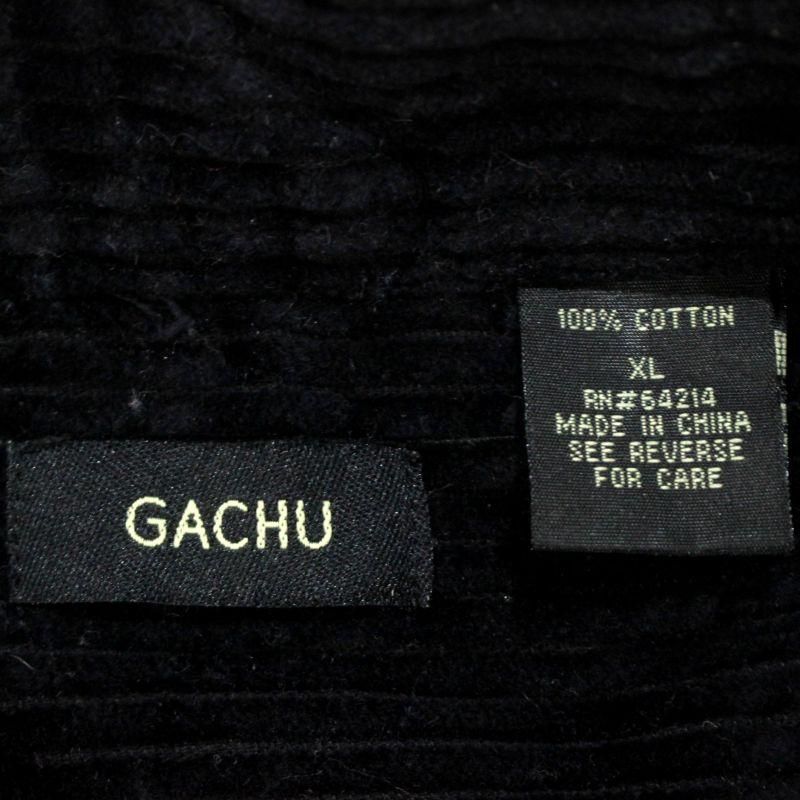 GACHU
100% COTTON
XL
RN#64214
MADE IN CHINA
SEE REVERSE
FOR CARE